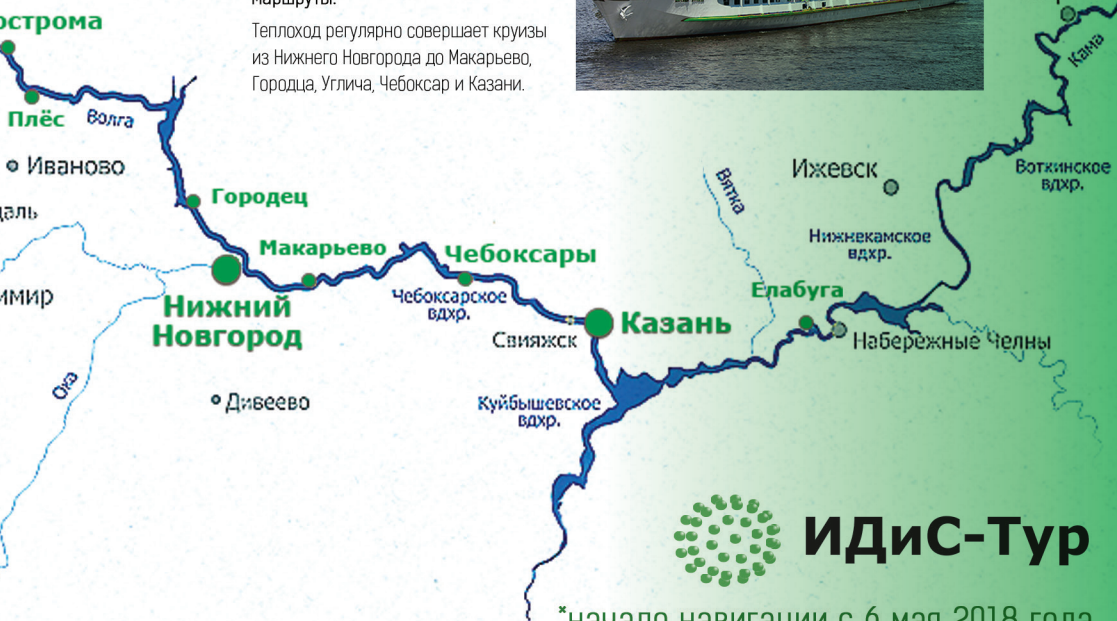 маршруты:
Теплоход регулярно совершает круизы
из Нижнего Новгорода до Макарьево,
Городца, Углича, Чебоксар и Казани.
острома
Плёс
Волга
Иваново
Кама
Воткинское
вдхр.
Ижевск
Вятка
Городец
даль
Нижнекамское
вдхр.
Макарьево
Чебоксары
Елабуга
имир
Чебоксарское
вдхр.
Нижний
Новгород
Свияжск
Казань
Набережные Челны
Ока
Дивеево
Куйбышевское
вдхр.
ИДиС-Тур
*начало навигации с 6 мая 2018 года